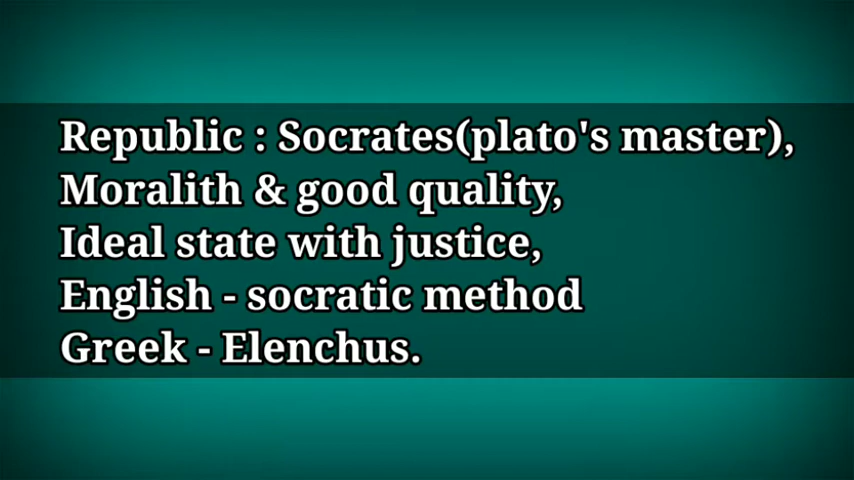 Republic : Socrates(plato's master),
Moralith & good quality,
Ideal state with justice,
English - socratic method
Greek - Elenchus.